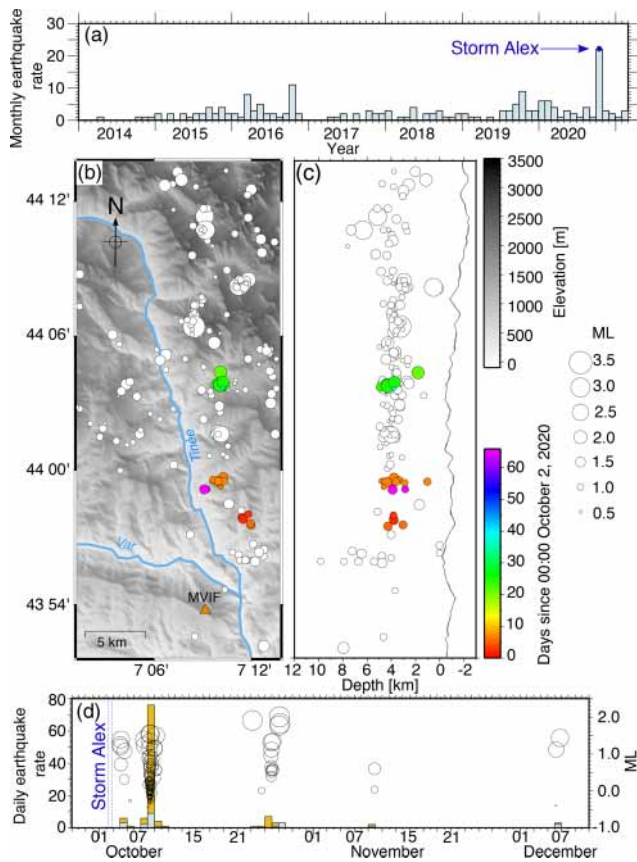 (a)
Monthly earthquake rate
30
20
10
0
Storm Alex
2014 2015 2016 2017 2018 2019 2020
Year
(b)
N
44 12'
44 06'
44 00'
43 54'
Tinée
Var
MVIF
5 km
7 06' 7 12'
(c)
12 10 8 6 4 2 0 -2
Depth [km]
3500
3000
2500
2000
1500
1000
500
0
Elevation [m]
60
50
40
30
20
10
0
Days since 00:00 October 2, 2020
ML
3.5
3.0
2.5
2.0
1.5
1.0
0.5
(d)
Daily earthquake rate
80
60
40
20
0
Storm Alex
2.0
1.0
0.0
-1.0
ML
01 07 15 21 01 07 15 21 01 07
October November December